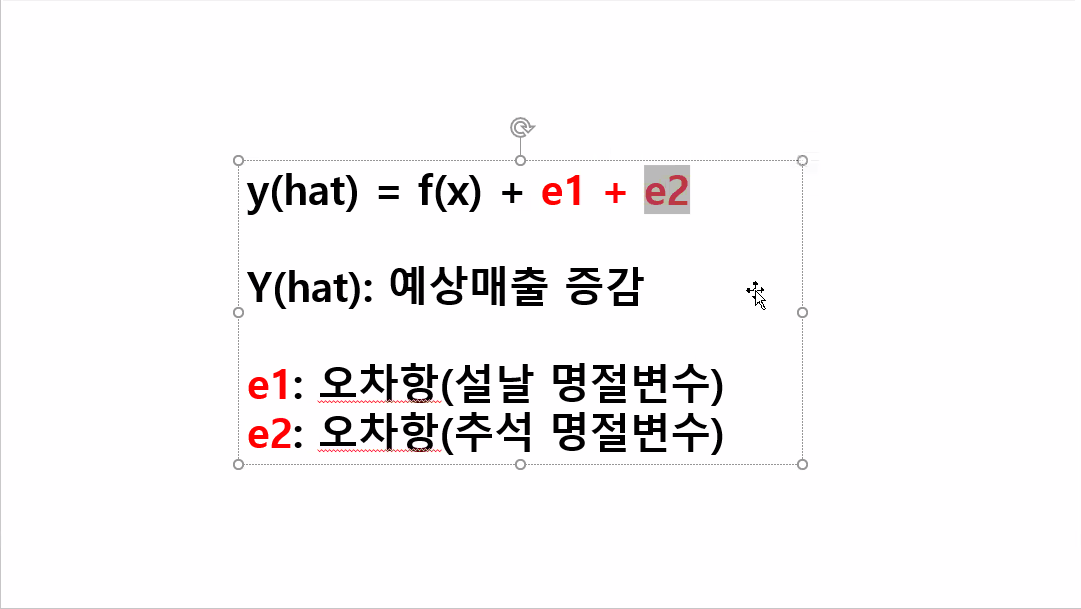 y(hat) = f(x) + e1 + e2
Y(hat): 예상매출 증감
e1: 오차항(설날 명절변수)
e2: 오차항(추석 명절변수)